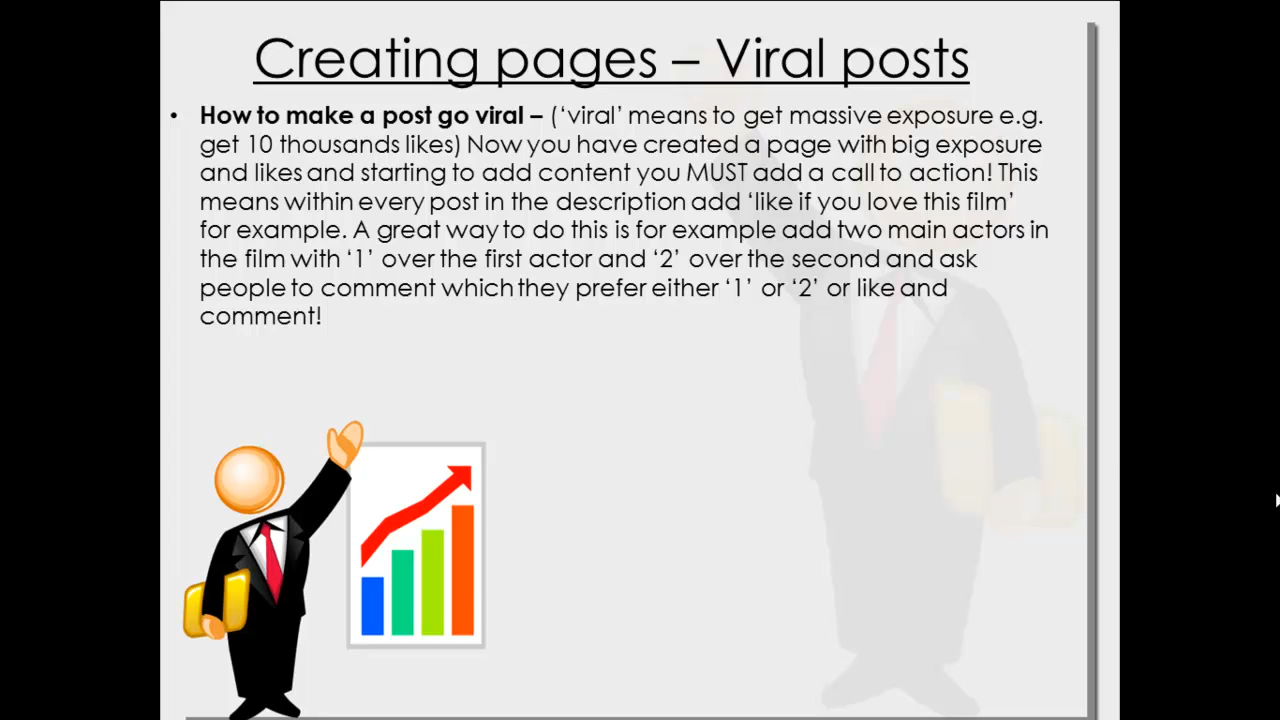 Creating pages – Viral posts
• How to make a post go viral – (‘viral’ means to get massive exposure e.g.
get 10 thousands likes) Now you have created a page with big exposure
and likes and starting to add content you MUST add a call to action! This
means within every post in the description add ‘like if you love this film’
for example. A great way to do this is for example add two main actors in
the film with ‘1’ over the first actor and ‘2’ over the second and ask
people to comment which they prefer either ‘1’ or ‘2’ or like and
comment!